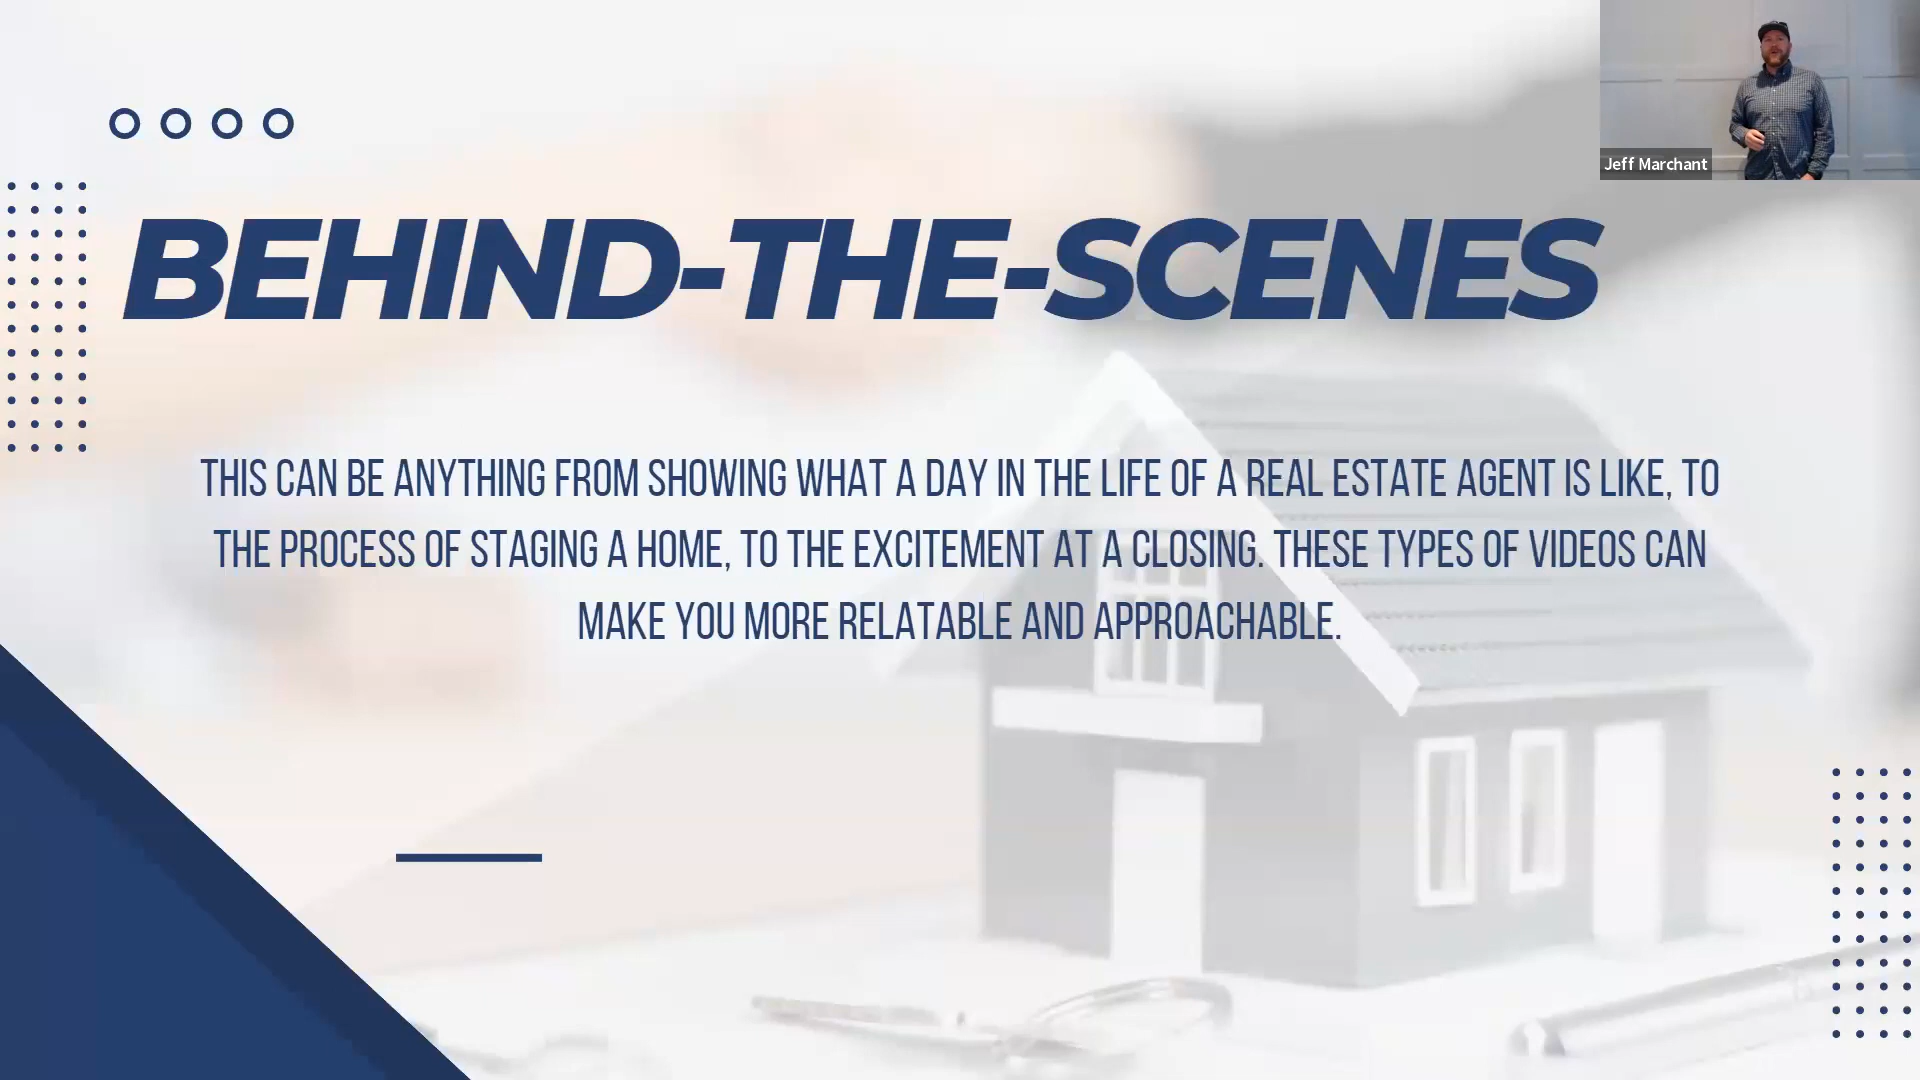 Jeff Marchant
BEHIND-THE-SCENES
THIS CAN BE ANYTHING FROM SHOWING WHAT A DAY IN THE LIFE OF A REAL ESTATE AGENT IS LIKE, TO
THE PROCESS OF STAGING A HOME, TO THE EXCITEMENT AT A CLOSING. THESE TYPES OF VIDEOS CAN
MAKE YOU MORE RELATABLE AND APPROACHABLE.